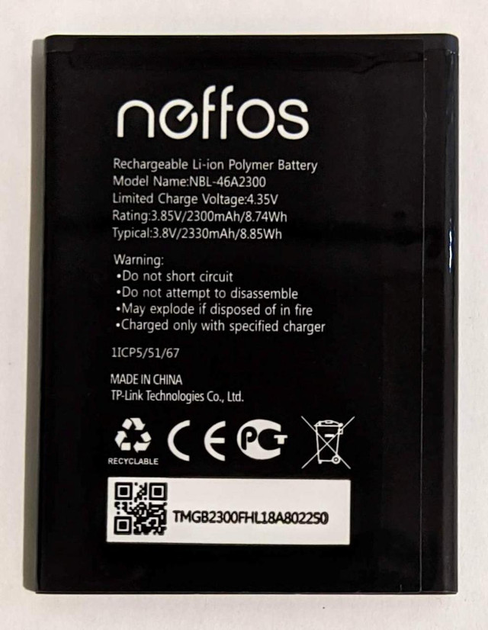 neffos
Rechargeable Li-ion Polymer Battery
Model Name:NBL-46A2300
Limited Charge Voltage:4.35V
Rating:3.85V/2300mAh/8.74Wh
Typical:3.8V/2330mAh/8.85Wh
Warning:
•Do not short circuit
•Do not attempt to disassemble
•May explode if disposed of in fire
•Charged only with specified charger
1ICP5/51/67
MADE IN CHINA
TP-Link Technologies Co., Ltd.
CE РСТ
RECYCLABLE
TMGB2300FHL18A802250